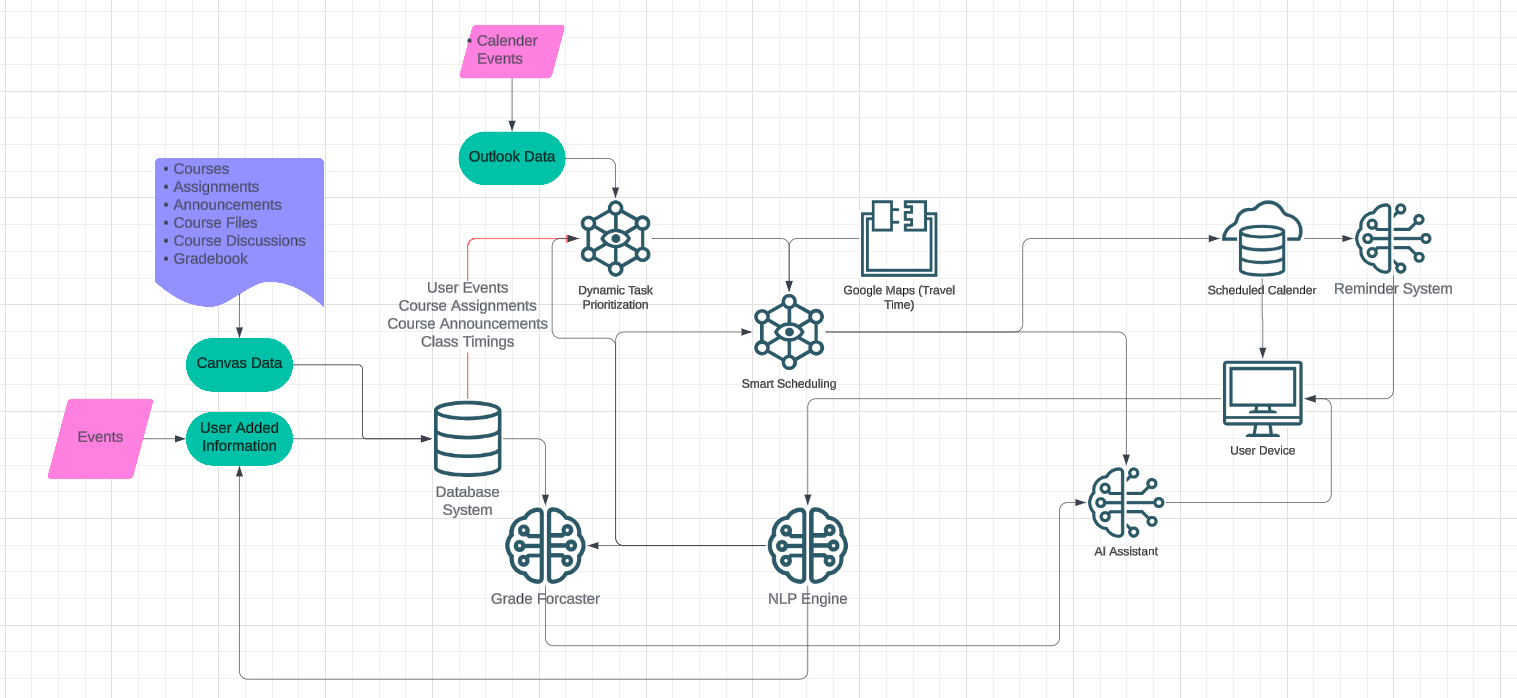 • Calender
Events
Outlook Data
• Courses
• Assignments
• Announcements
• Course Files
• Course Discussions
• Gradebook
Dynamic Task
Prioritization
Google Maps (Travel
Time)
Scheduled Calender
Reminder System
User Events
Course Assignments
Course Announcements
Class Timings
Canvas Data
Smart Scheduling
Events
User Added
Information
User Device
Database
System
AI Assistant
Grade Forcaster
NLP Engine